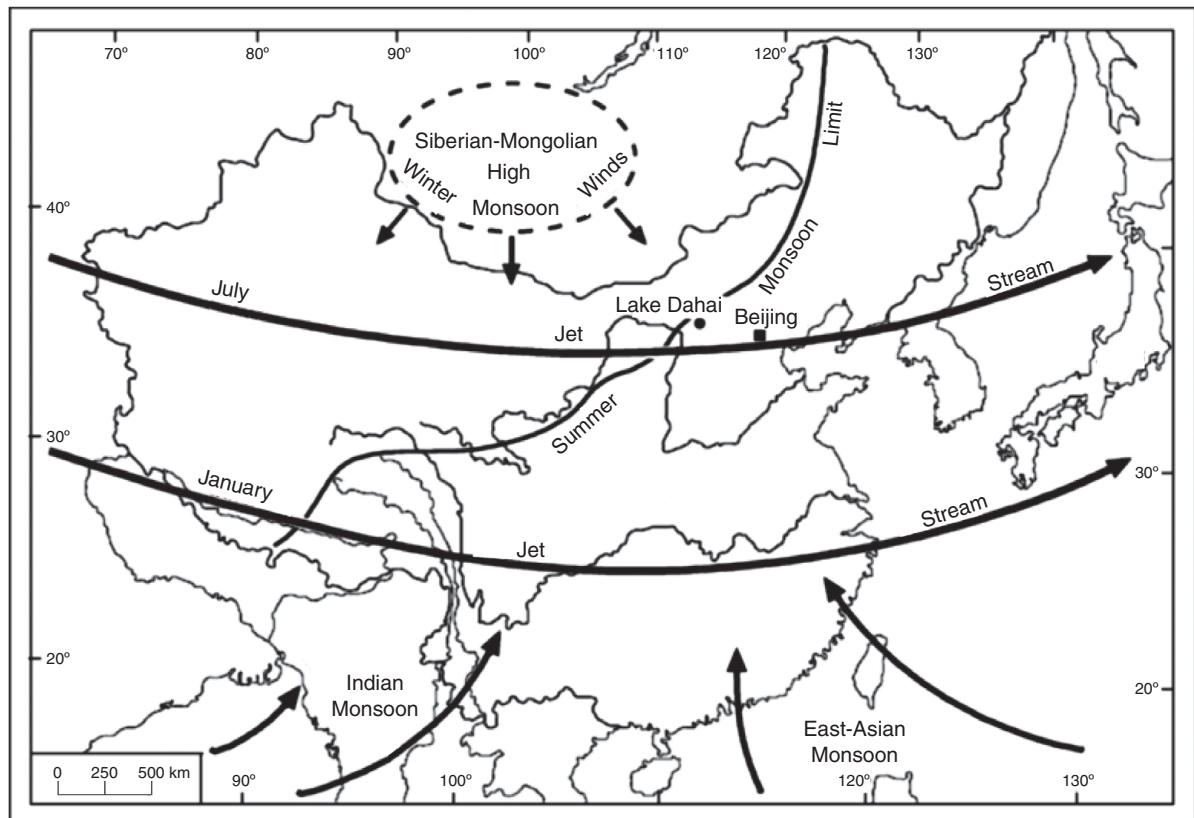 70° 80° 90° 100° 110° 120° 130°
Siberian-Mongolian
High
Winter Monsoon Winds
Limit
Monsoon
Summer
40°
July Jet Stream
Lake Dahai
Beijing
30°
30°
January Jet Stream
20°
20°
Indian
Monsoon
East-Asian
Monsoon
0 250 500 km
90° 100° 120° 130°